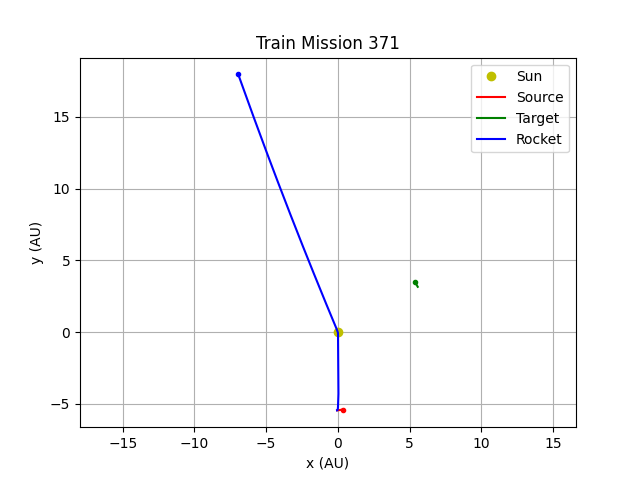 Train Mission 371
Sun
Source
Target
Rocket
y (AU)
15
10
5
0
−5
−15
−10
−5
0
5
10
15
x (AU)